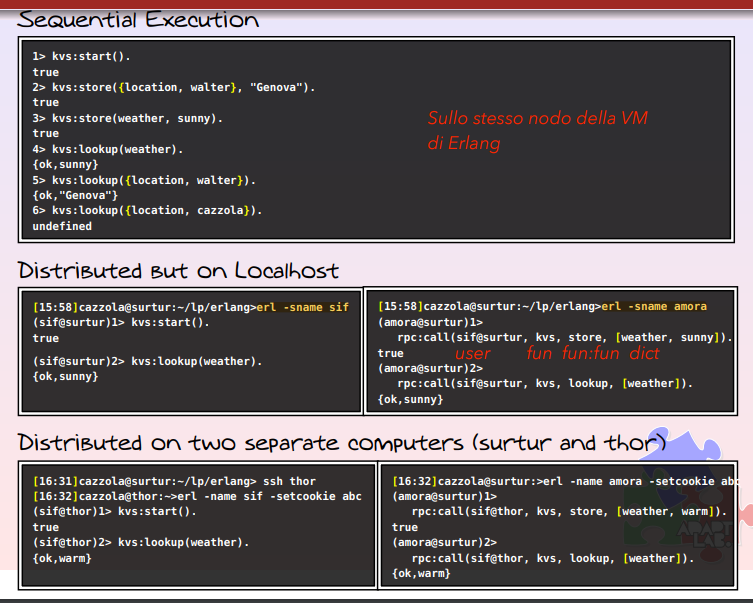 Sequential Execution
1> kvs:start().
true
2> kvs:store({location, walter}, "Genova").
true
3> kvs:store(weather, sunny).
true
4> kvs:lookup(weather).
{ok,sunny}
5> kvs:lookup({location, walter}).
{ok,"Genova"}
6> kvs:lookup({location, cazzola}).
undefined
Sullo stesso nodo della VM
di Erlang
Distributed but on Localhost
[15:58]cazzola@surtur:~/lp/erlang>erl -sname sif
(sif@surtur)1> kvs:start().
true
(sif@surtur)2> kvs:lookup(weather).
{ok,sunny}
[15:58]cazzola@surtur:~/lp/erlang>erl -sname amora
(amora@surtur)1>
rpc:call(sif@surtur, kvs, store, [weather, sunny]).
true
user fun fun:fun dict
(amora@surtur)2>
rpc:call(sif@surtur, kvs, lookup, [weather]).
{ok,sunny}
Distributed on two separate computers (surtur and thor)
[16:31]cazzola@surtur:~/lp/erlang> ssh thor
[16:32]cazzola@thor:~>erl -name sif -setcookie abc
(sif@thor)1> kvs:start().
true
(sif@thor)2> kvs:lookup(weather).
{ok,warm}
[16:32]cazzola@surtur:>erl -name amora -setcookie abc
(amora@surtur)1>
rpc:call(sif@thor, kvs, store, [weather, warm]).
true
(amora@surtur)2>
rpc:call(sif@thor, kvs, lookup, [weather]).
{ok,warm}
ADAPT
LAB